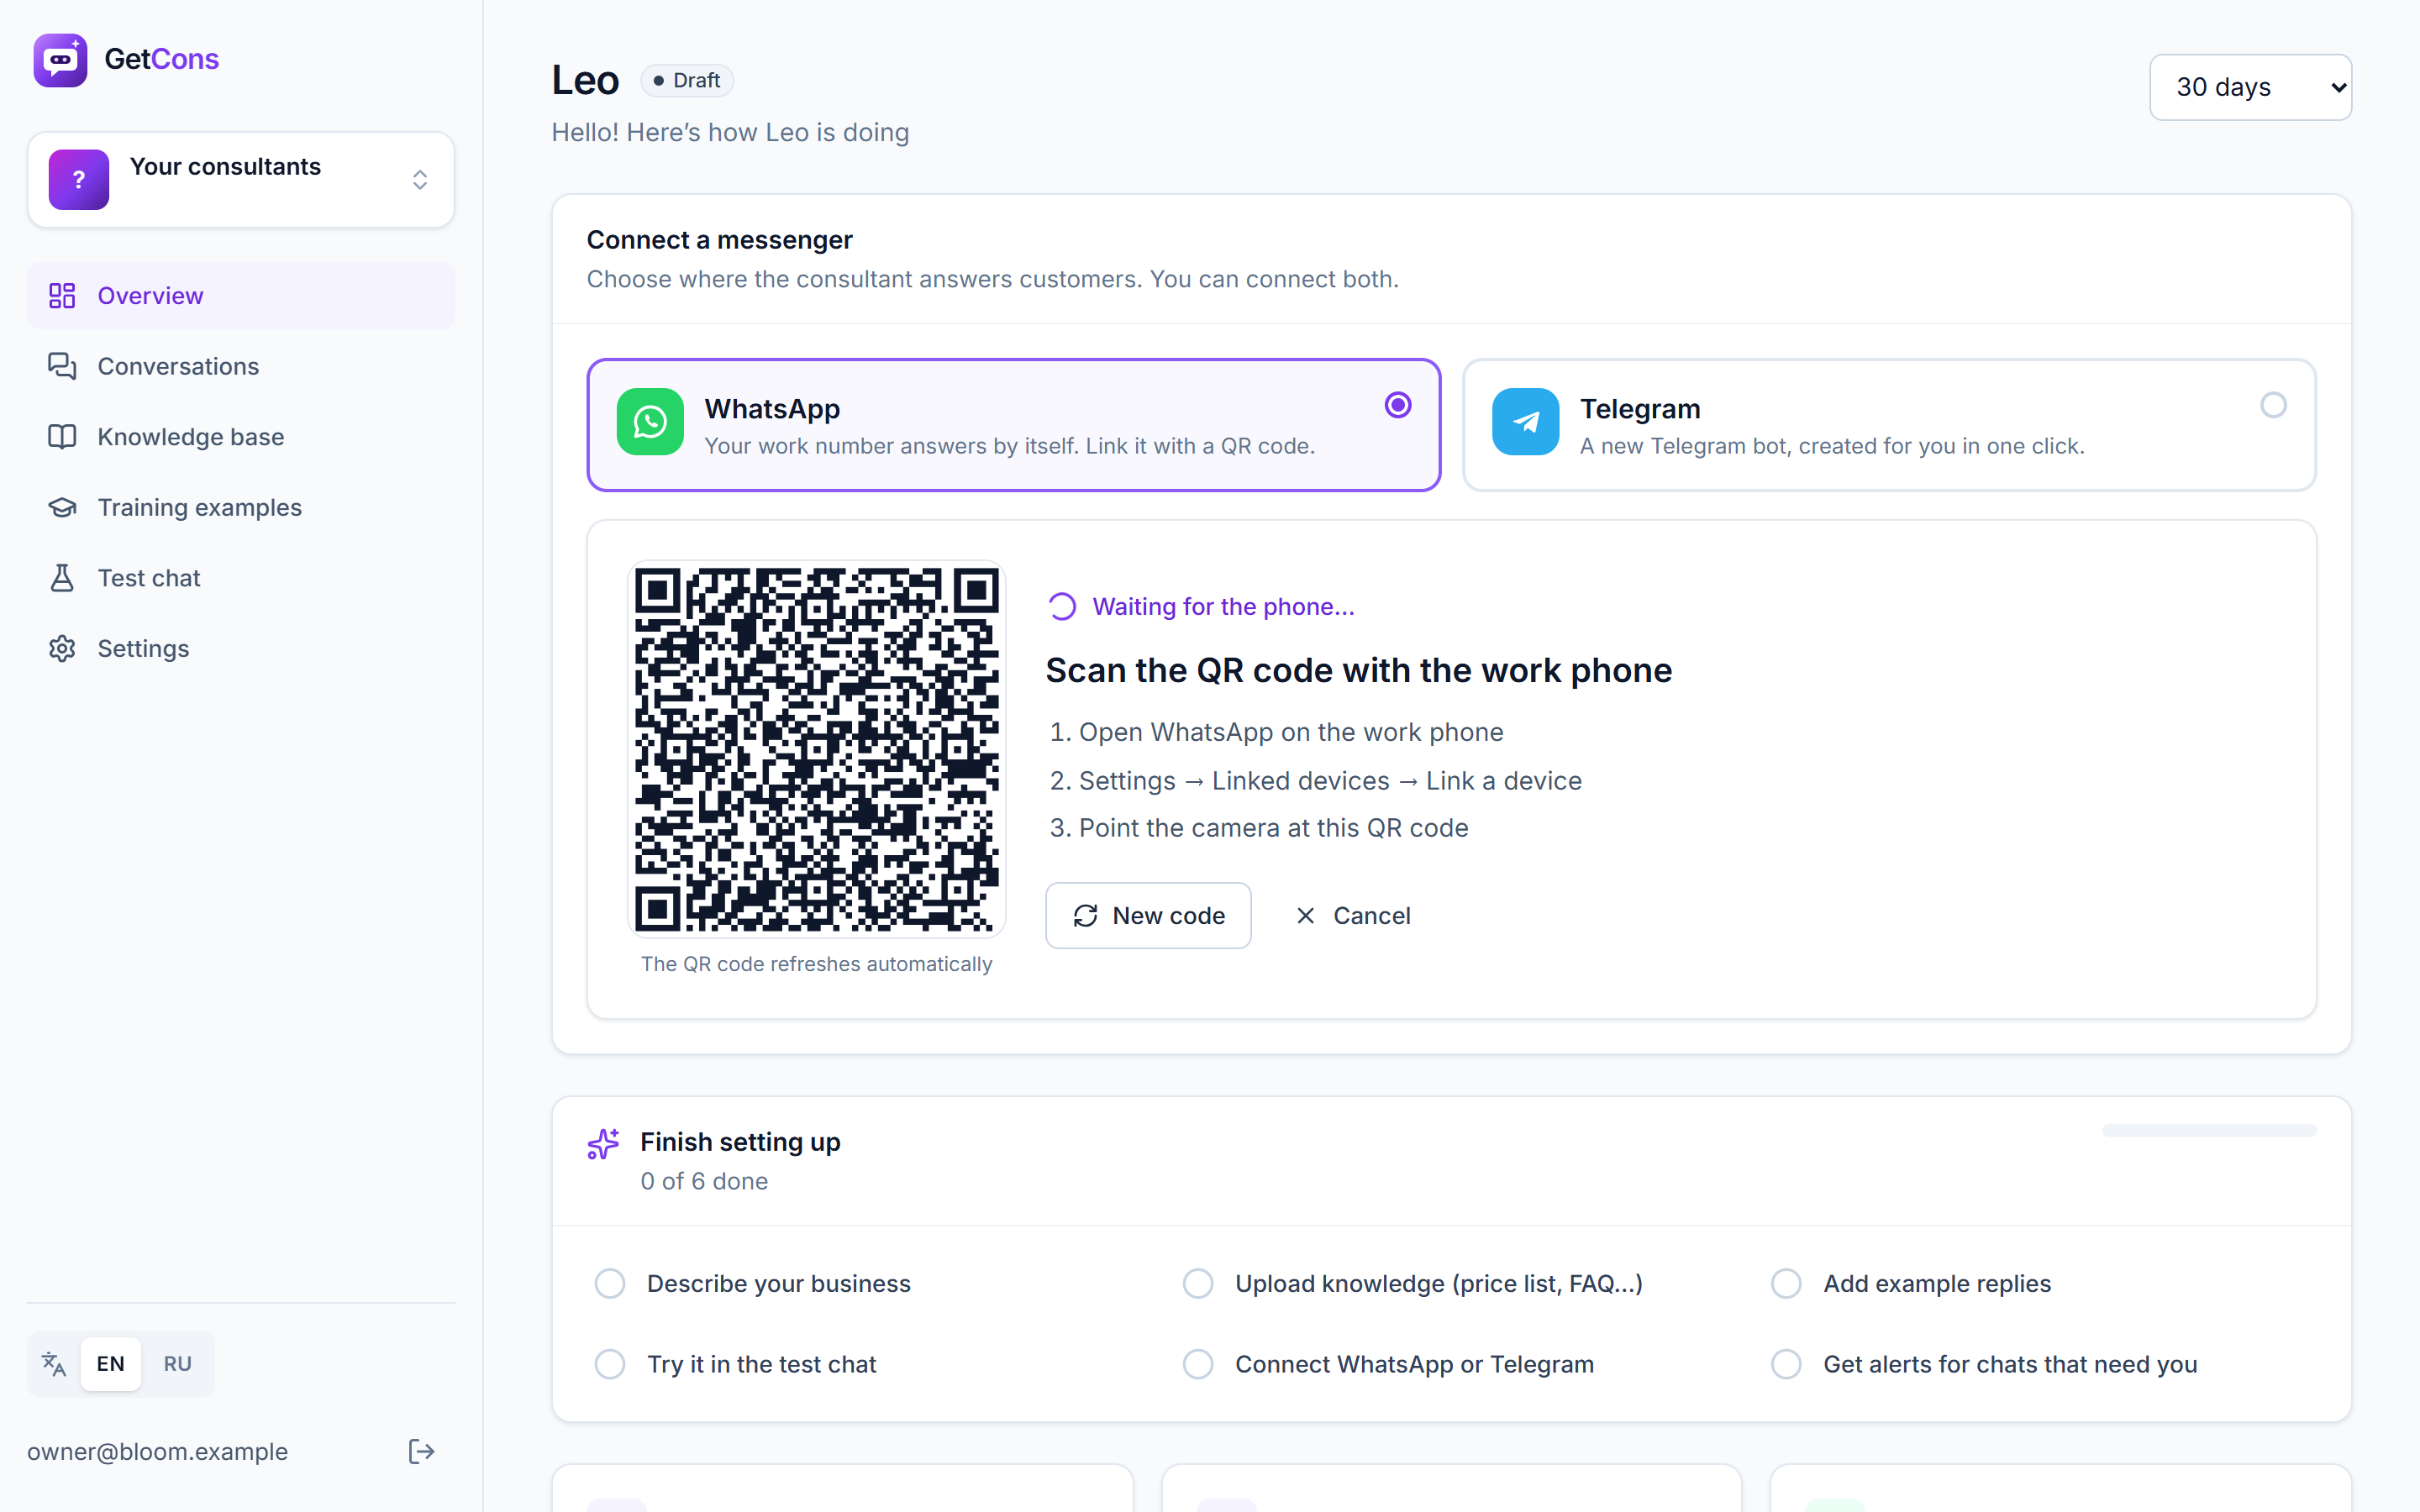 GetCons
?
Your consultants
Overview
Conversations
Knowledge base
Training examples
Test chat
Settings
EN
RU
owner@bloom.example
Leo
Draft
30 days
Hello! Here’s how Leo is doing
Connect a messenger
Choose where the consultant answers customers. You can connect both.
WhatsApp
Your work number answers by itself. Link it with a QR code.
Telegram
A new Telegram bot, created for you in one click.
The QR code refreshes automatically
Waiting for the phone...
Scan the QR code with the work phone
1. Open WhatsApp on the work phone
2. Settings → Linked devices → Link a device
3. Point the camera at this QR code
New code
Cancel
Finish setting up
0 of 6 done
Describe your business
Upload knowledge (price list, FAQ...)
Add example replies
Try it in the test chat
Connect WhatsApp or Telegram
Get alerts for chats that need you